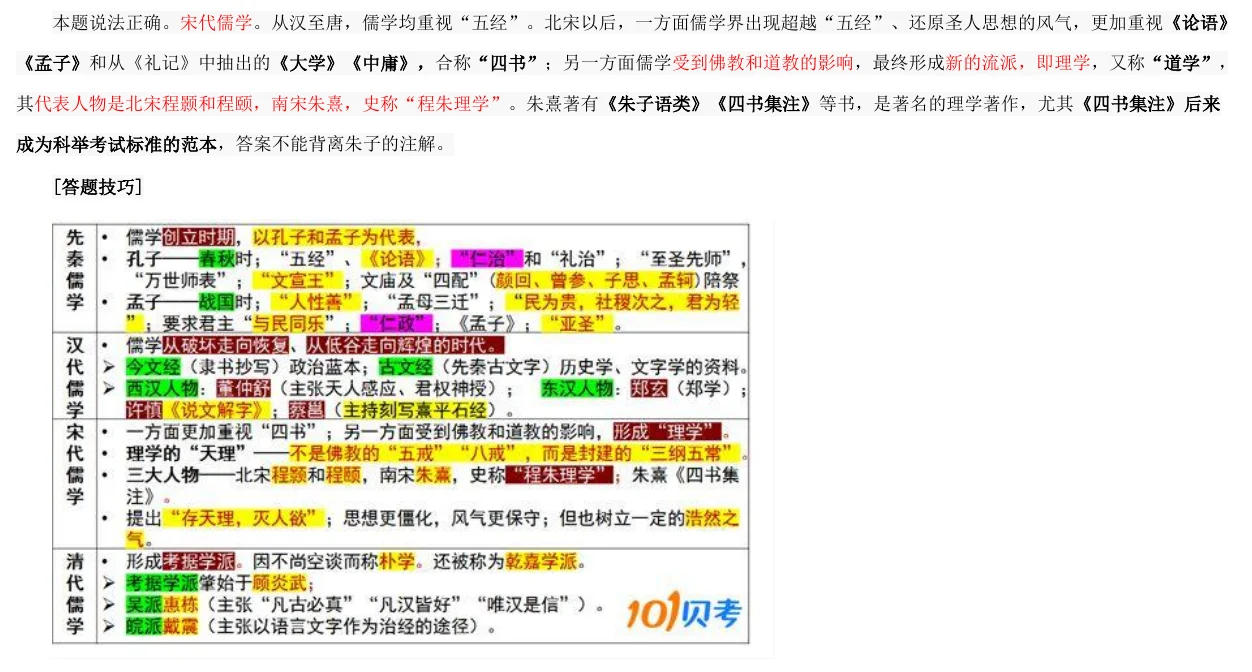 本题说法正确。宋代儒学。从汉至唐，儒学均重视“五经”。北宋以后，一方面儒学界出现超越“五经”、还原圣人思想的风气，更加重视《论语》
《孟子》和从《礼记》中抽出的《大学》《中庸》，合称“四书”；另一方面儒学受到佛教和道教的影响，最终形成新的流派，即理学，又称“道学”，
其代表人物是北宋程颢和程颐，南宋朱熹，史称“程朱理学”。朱熹著有《朱子语类》《四书集注》等书，是著名的理学著作，尤其《四书集注》后来
成为科举考试标准的范本，答案不能背离朱子的注解。
[答题技巧]
先秦儒学
• 儒学创立时期，以孔子和孟子为代表，
• 孔子——春秋时；“五经”、《论语》；“仁治”和“礼治”；“至圣先师”，
“万世师表”；“文宣王”；文庙及“四配”(颜回、曾参、子思、孟轲)陪祭
• 孟子——战国时；“人性善”；“孟母三迁”；“民为贵，社稷次之，君为轻
”；要求君主“与民同乐”；“仁政”；《孟子》；“亚圣”。
汉代儒学
• 儒学从破坏走向恢复、从低谷走向辉煌的时代。
➢ 今文经（隶书抄写）政治蓝本；古文经（先秦古文字）历史学、文字学的资料。
➢ 西汉人物：董仲舒（主张天人感应、君权神授）； 东汉人物：郑玄（郑学）；
许慎《说文解字》；蔡邕（主持刻写熹平石经）。
宋代儒学
• 一方面更加重视“四书”；另一方面受到佛教和道教的影响，形成“理学”。
• 理学的“天理”——不是佛教的“五戒”“八戒”，而是封建的“三纲五常”。
• 三大人物——北宋程颢和程颐，南宋朱熹，史称“程朱理学”；朱熹《四书集
注》。
• 提出“存天理，灭人欲”；思想更僵化，风气更保守；但也树立一定的浩然之
气。
清代儒学
• 形成考据学派。因不尚空谈而称朴学。还被称为乾嘉学派。
➢ 考据学派肇始于顾炎武；
➢ 吴派惠栋（主张“凡古必真”“凡汉皆好”“唯汉是信”）。
➢ 皖派戴震（主张以语言文字作为治经的途径）。
101贝考